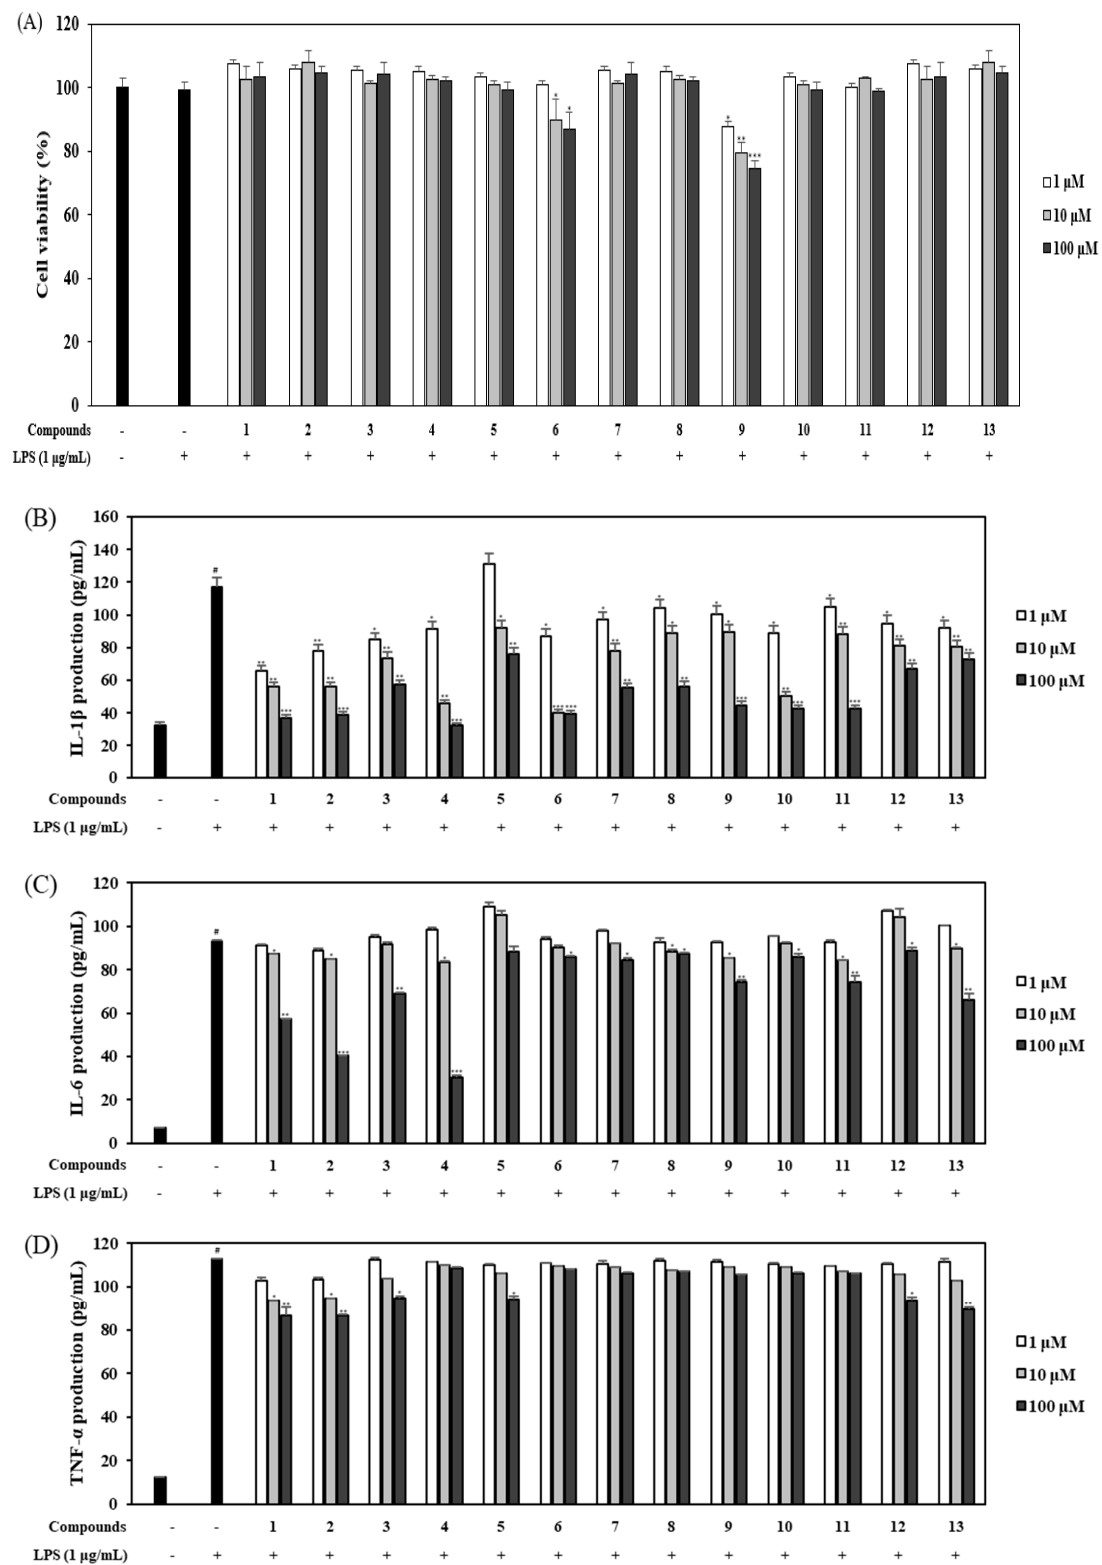 (A)
Cell viability (%)
120
100
80
60
40
20
0
* * * ** ***
1 µM
10 µM
100 µM
Compounds - - 1 2 3 4 5 6 7 8 9 10 11 12 13
LPS (1 µg/mL) - + + + + + + + + + + + + + +
(B)
IL-1β production (pg/mL)
160
140
120
100
80
60
40
20
0
# ** ** *** ** ** *** * ** ** * ** *** * ** * *** *** * ** ** * * ** * * *** * ** *** * ** *** * ** ** * ** **
1 µM
10 µM
100 µM
Compounds - - 1 2 3 4 5 6 7 8 9 10 11 12 13
LPS (1 µg/mL) - + + + + + + + + + + + + + +
(C)
IL-6 production (pg/mL)
120
100
80
60
40
20
0
# * ** * *** ** * *** * * * * * ** * * ** * * **
1 µM
10 µM
100 µM
Compounds - - 1 2 3 4 5 6 7 8 9 10 11 12 13
LPS (1 µg/mL) - + + + + + + + + + + + + + +
(D)
TNF-α production (pg/mL)
120
100
80
60
40
20
0
# * ** * ** * * * **
1 µM
10 µM
100 µM
Compounds - - 1 2 3 4 5 6 7 8 9 10 11 12 13
LPS (1 µg/mL) - + + + + + + + + + + + + + +